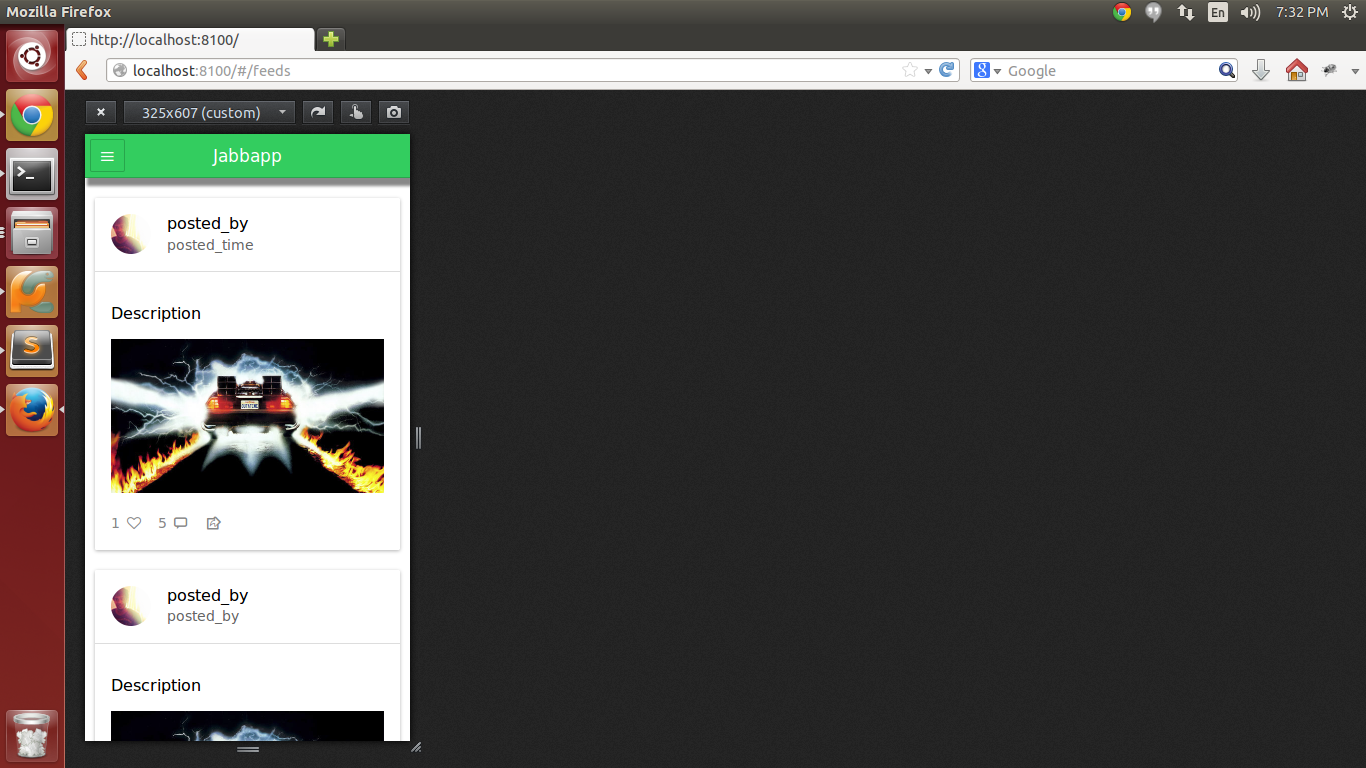 Mozilla Firefox
En
7:32 PM
http://localhost:8100/
localhost:8100/#/feeds
Google
325x607 (custom)
Jabbapp
posted_by
posted_time
Description
1
5
posted_by
posted_by
Description